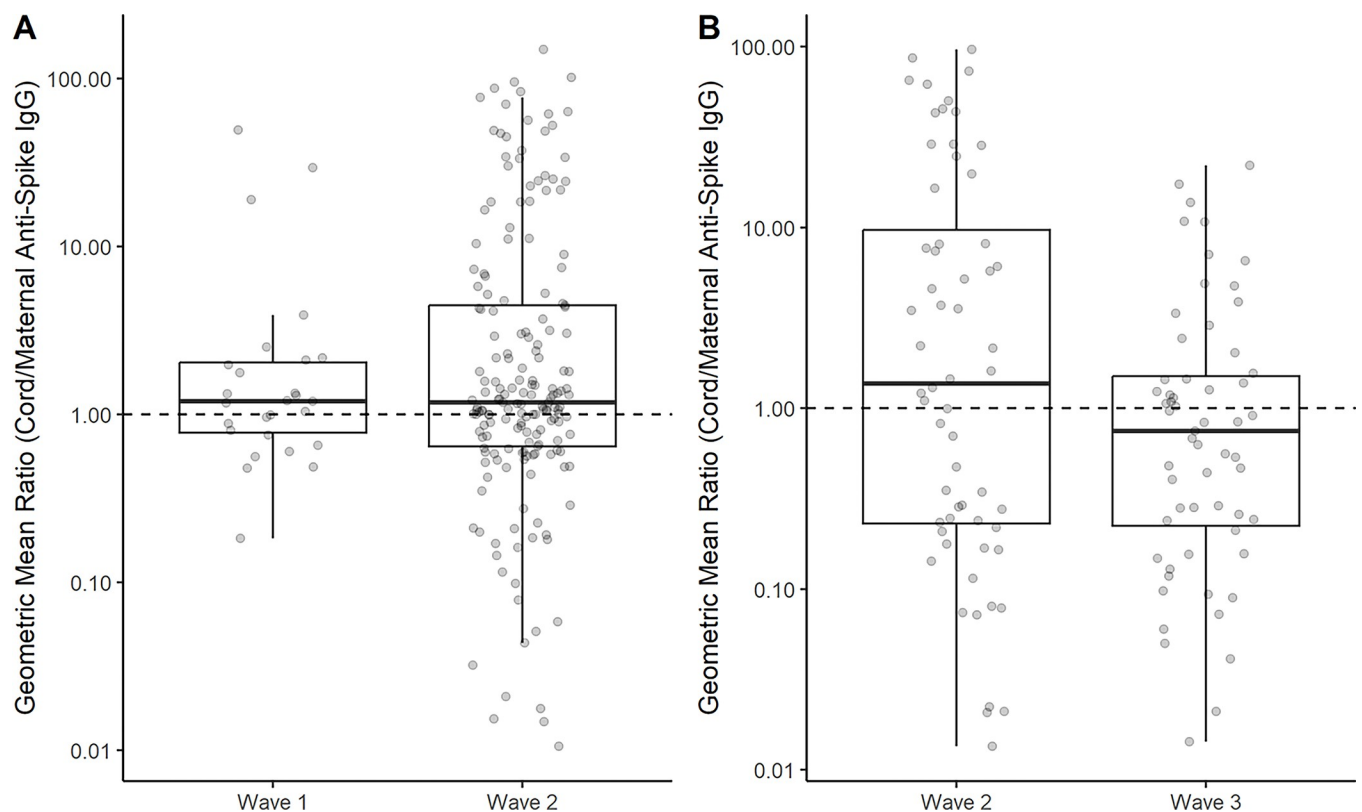 A
Geometric Mean Ratio (Cord/Maternal Anti-Spike IgG)
100.00
10.00
1.00
0.10
0.01
Wave 1
Wave 2
B
Geometric Mean Ratio (Cord/Maternal Anti-Spike IgG)
100.00
10.00
1.00
0.10
0.01
Wave 2
Wave 3